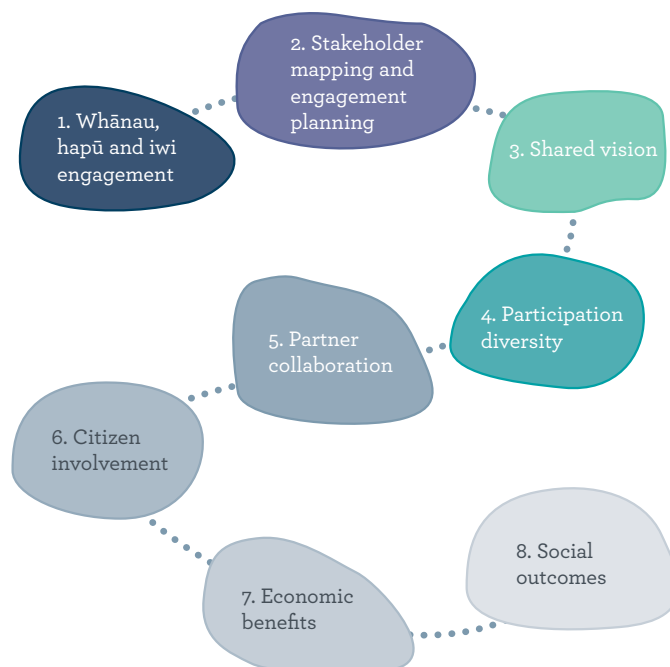 1. Whānau,
hapū and iwi
engagement
2. Stakeholder
mapping and
engagement
planning
3. Shared vision
4. Participation
diversity
5. Partner
collaboration
6. Citizen
involvement
7. Economic
benefits
8. Social
outcomes